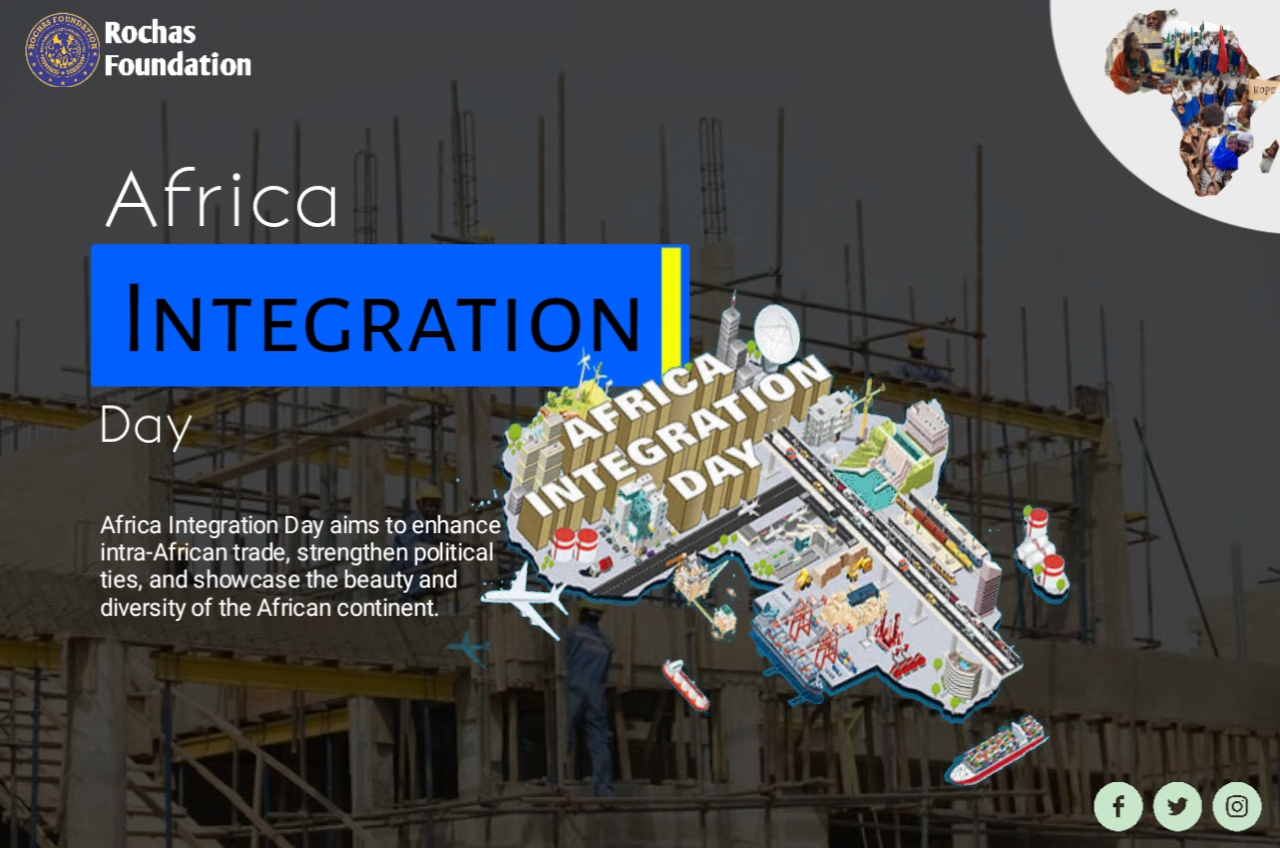 ROCHAS FOUNDATION
Rochas
Foundation
HOPE
Africa
INTEGRATION
Day
AFRICA
INTEGRATION
DAY
Africa Integration Day aims to enhance
intra-African trade, strengthen political
ties, and showcase the beauty and
diversity of the African continent.